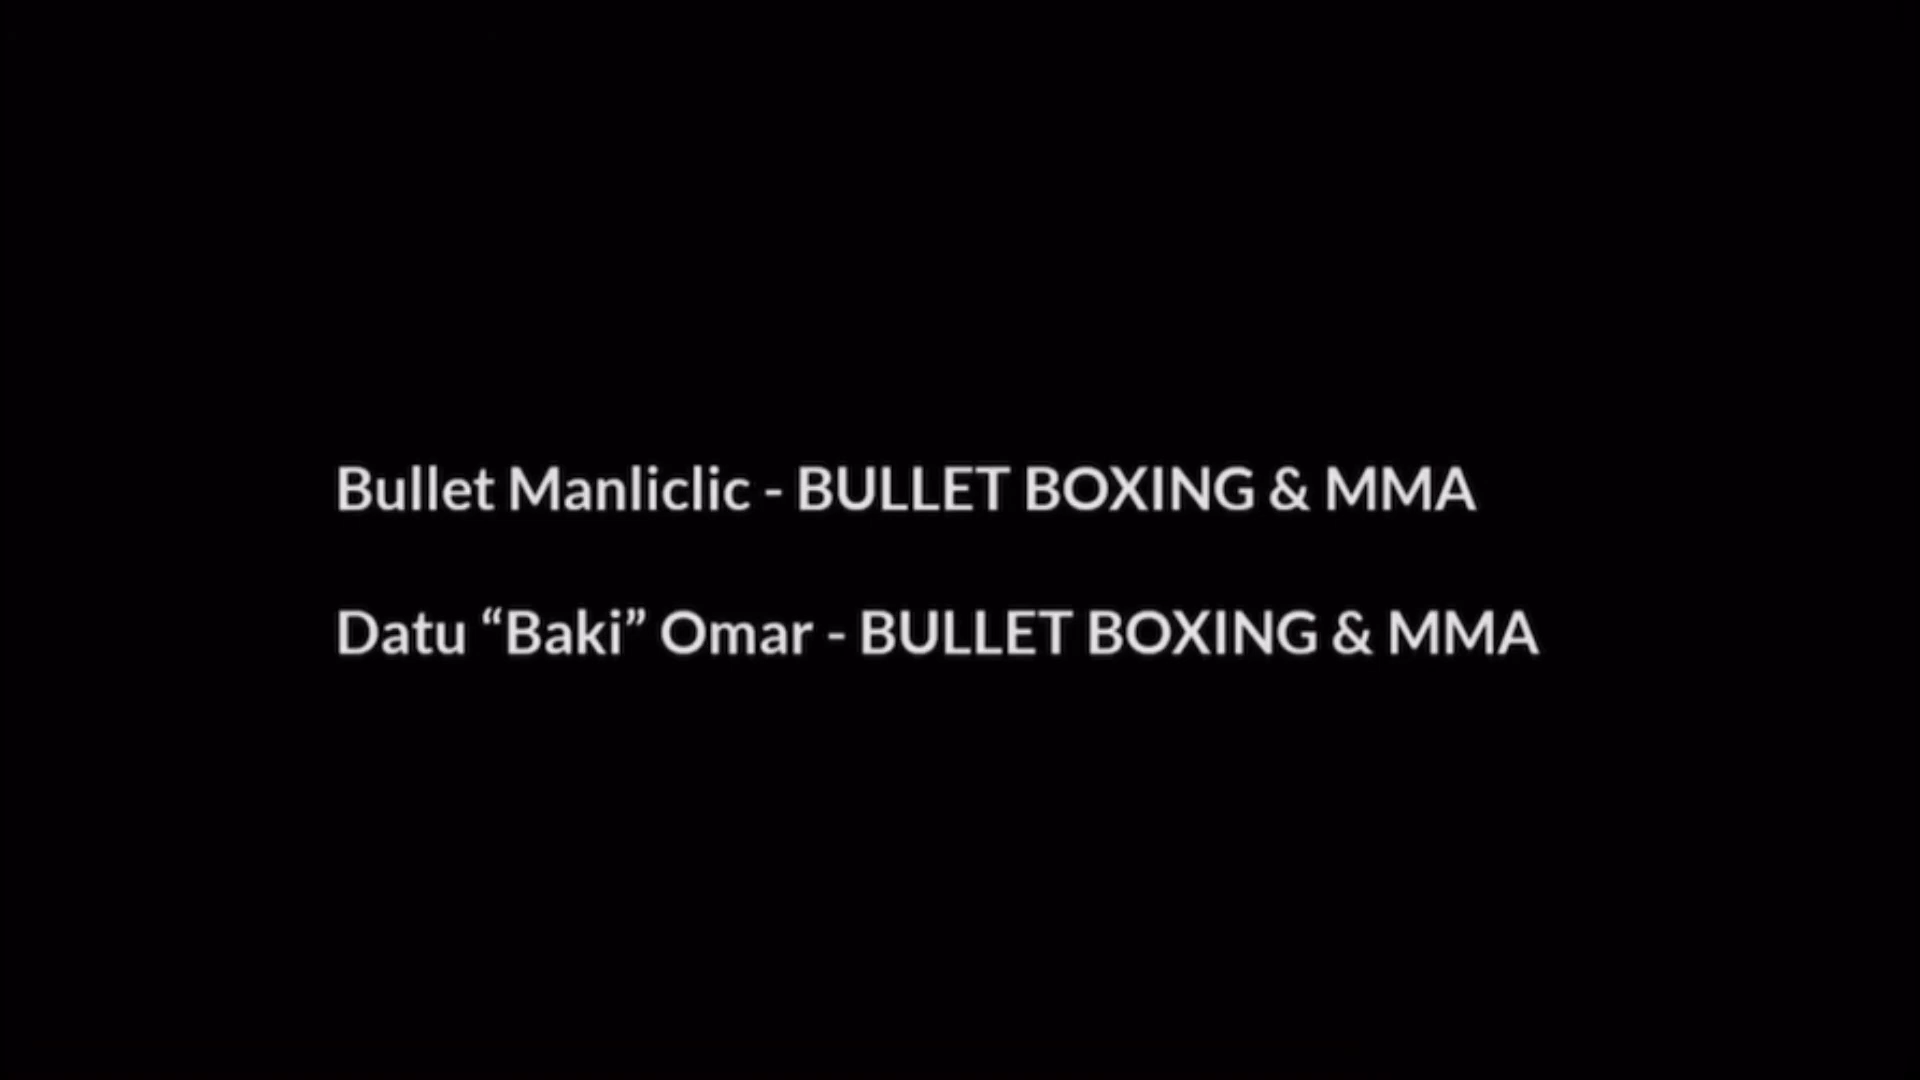 Bullet Manliclic - BULLET BOXING & MMA
Datu “Baki” Omar - BULLET BOXING & MMA